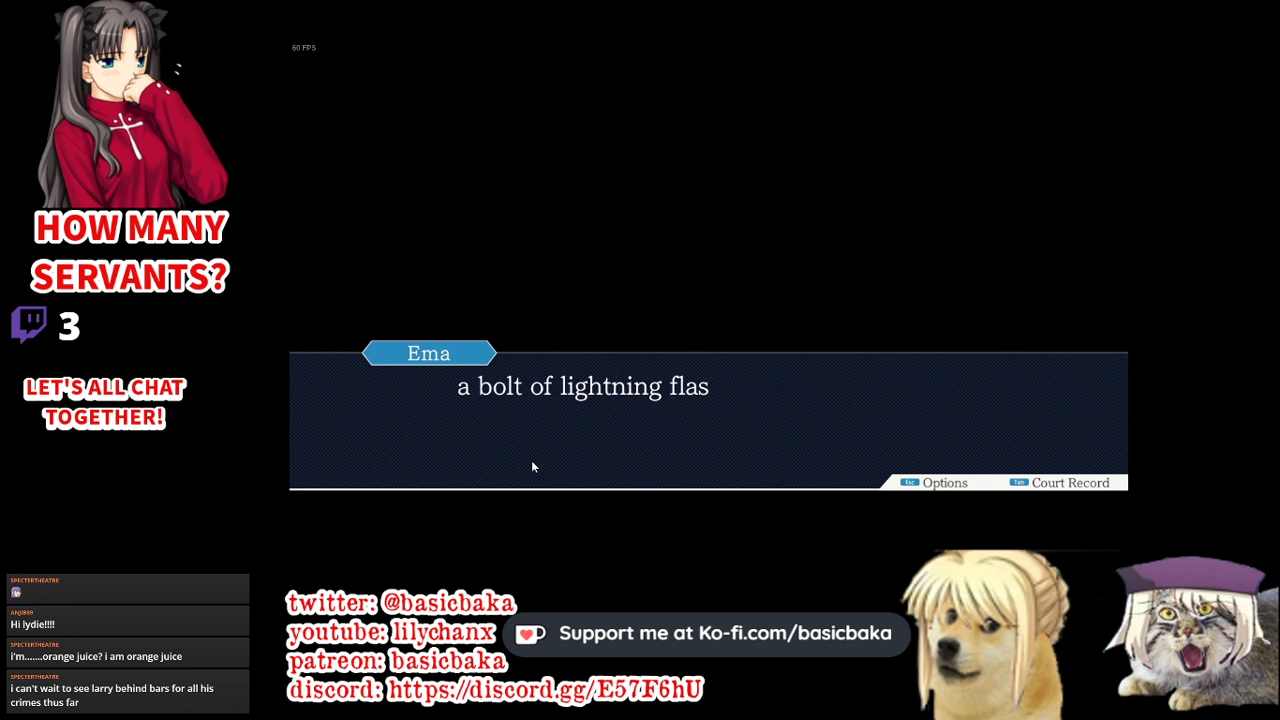 60 FPS
HOW MANY
SERVANTS?
3
LET'S ALL CHAT
TOGETHER!
Ema
a bolt of lightning flas
Esc Options
Tab Court Record
SPECTERTHEATRE
ANJIB89
Hi lydie!!!!
SPECTERTHEATRE
i'm.......orange juice? i am orange juice
SPECTERTHEATRE
i can't wait to see larry behind bars for all his
crimes thus far
twitter: @basicbaka
youtube: lilychanx
patreon: basicbaka
discord: https://discord.gg/E57F6hU
Support me at Ko-fi.com/basicbaka